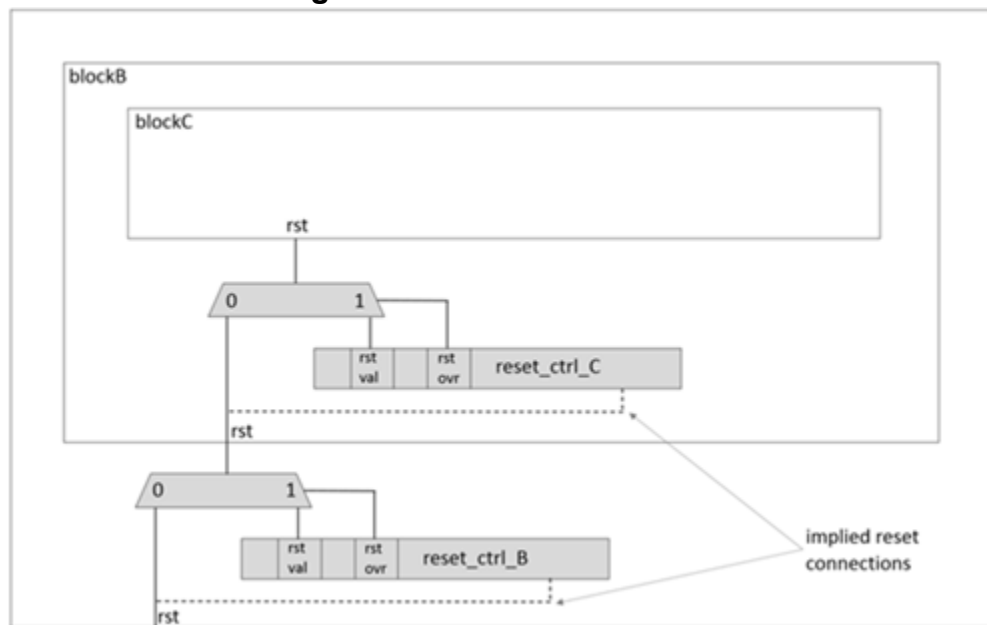 blockB
blockC
rst
0 1
rst val
rst ovr
reset_ctrl_C
rst
0 1
rst val
rst ovr
reset_ctrl_B
implied reset
connections
rst